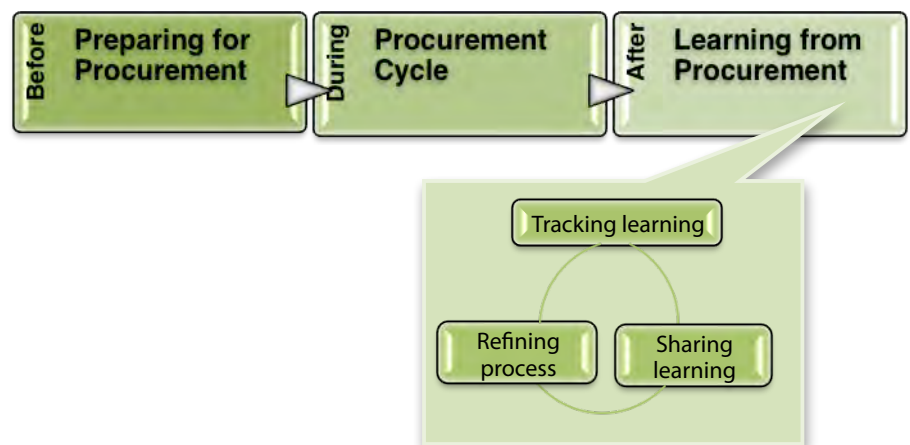 Before
Preparing for
Procurement
During
Procurement
Cycle
After
Learning from
Procurement
Tracking learning
Refining
process
Sharing
learning